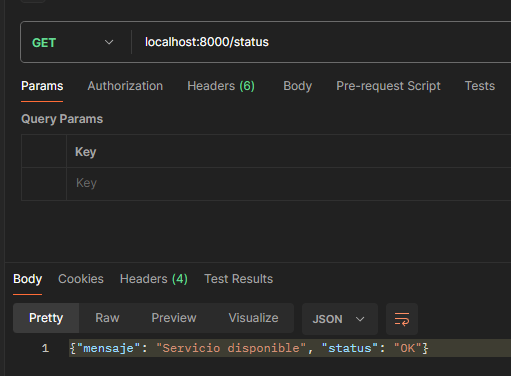 GET localhost:8000/status
Params Authorization Headers (6) Body Pre-request Script Tests
Query Params
Key
Key
Body Cookies Headers (4) Test Results
Pretty Raw Preview Visualize JSON
1 {"mensaje": "Servicio disponible", "status": "OK"}